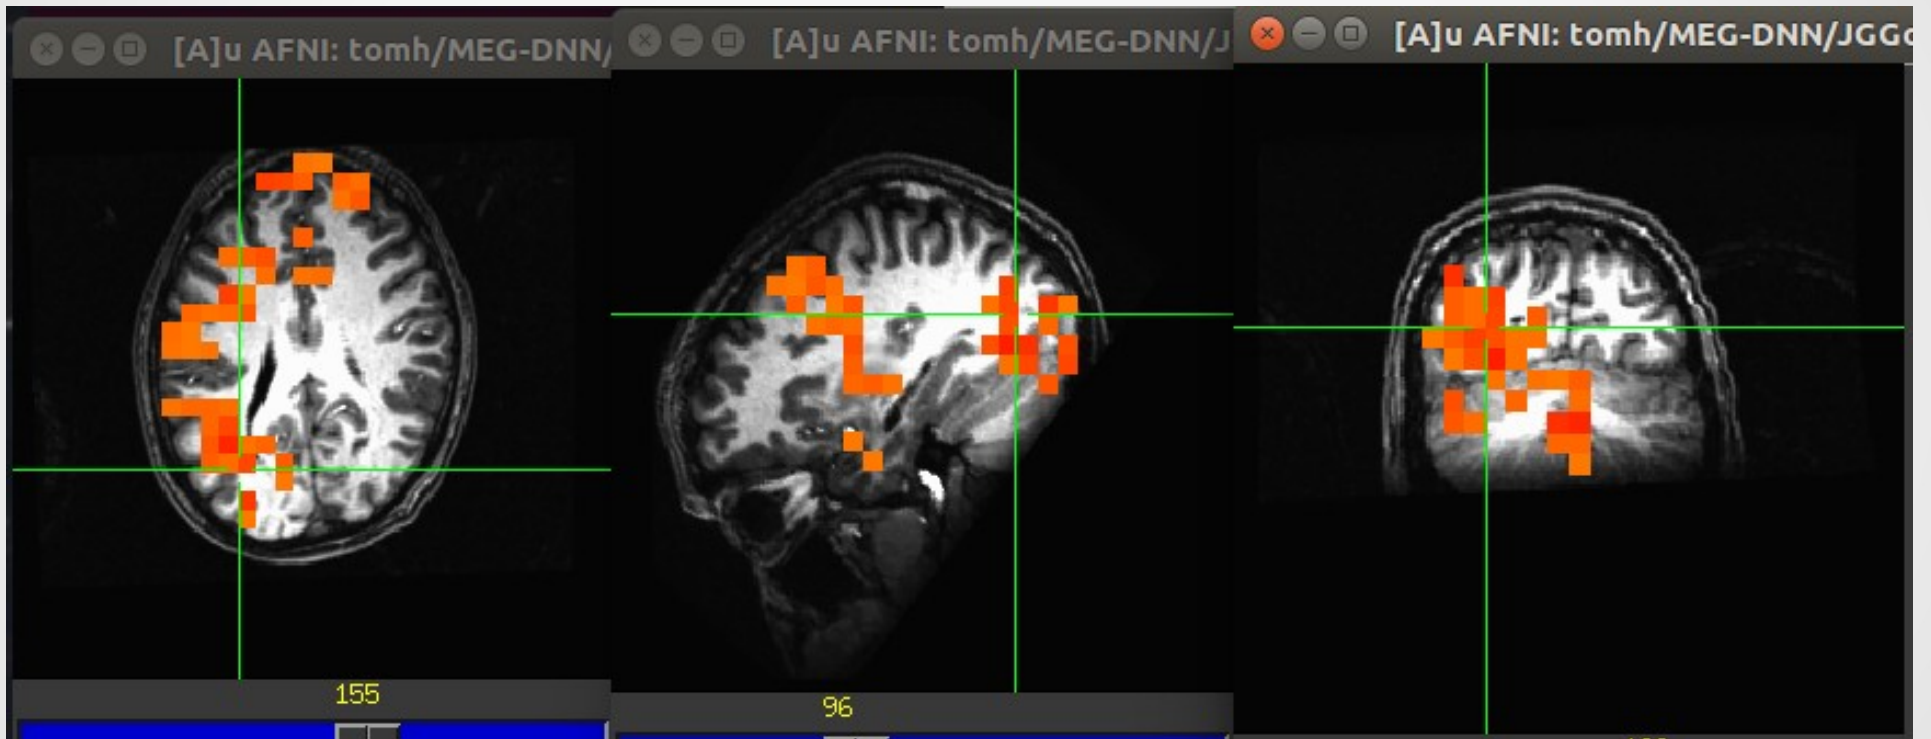 [A]u AFNI: tomh/MEG-DNN/
[A]u AFNI: tomh/MEG-DNN/J
[A]u AFNI: tomh/MEG-DNN/JGG
155
96